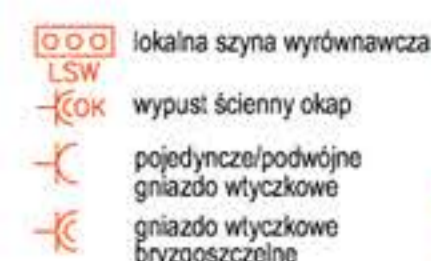 lokalna szyna wyrównawcza
LSW
OK wypust ścienny okap
pojedyncze/podwójne
gniazdo wtyczkowe
gniazdo wtyczkowe
bryzgoszczelne